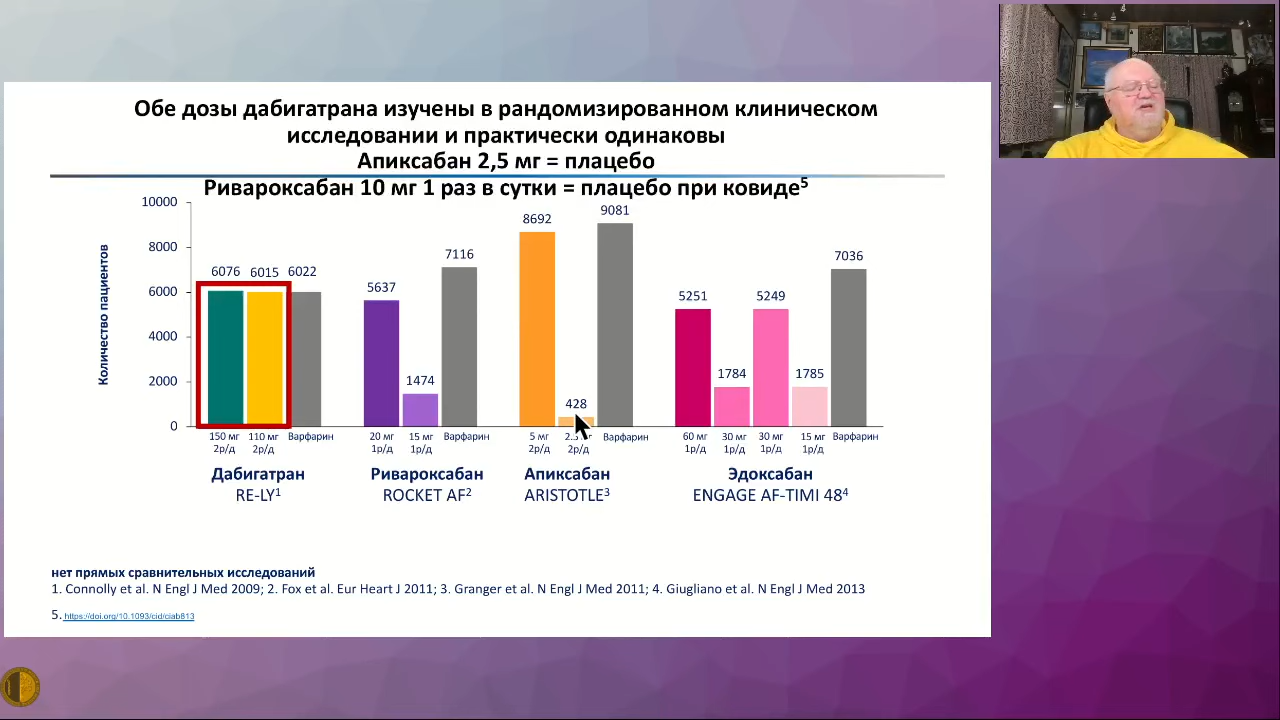 Обе дозы дабигатрана изучены в рандомизированном клиническом
исследовании и практически одинаковы
Апиксабан 2,5 мг = плацебо
Ривароксабан 10 мг 1 раз в сутки = плацебо при ковиде⁵
Количество пациентов
10000
8000
6000
4000
2000
0
6076 6015 6022
5637 1474 7116
8692 428 9081
5251 1784 5249 1785 7036
150 мг 110 мг Варфарин
2р/д 2р/д
20 мг 15 мг Варфарин
1р/д 1р/д
5 мг Варфарин
2р/д 2р/д
60 мг 30 мг 30 мг 15 мг Варфарин
1р/д 1р/д 1р/д 1р/д
Дабигатран
RE-LY¹
Ривароксабан
ROCKET AF²
Апиксабан
ARISTOTLE³
Эдоксабан
ENGAGE AF-TIMI 48⁴
нет прямых сравнительных исследований
1. Connolly et al. N Engl J Med 2009; 2. Fox et al. Eur Heart J 2011; 3. Granger et al. N Engl J Med 2011; 4. Giugliano et al. N Engl J Med 2013
5. https://doi.org/10.1093/cid/ciab813